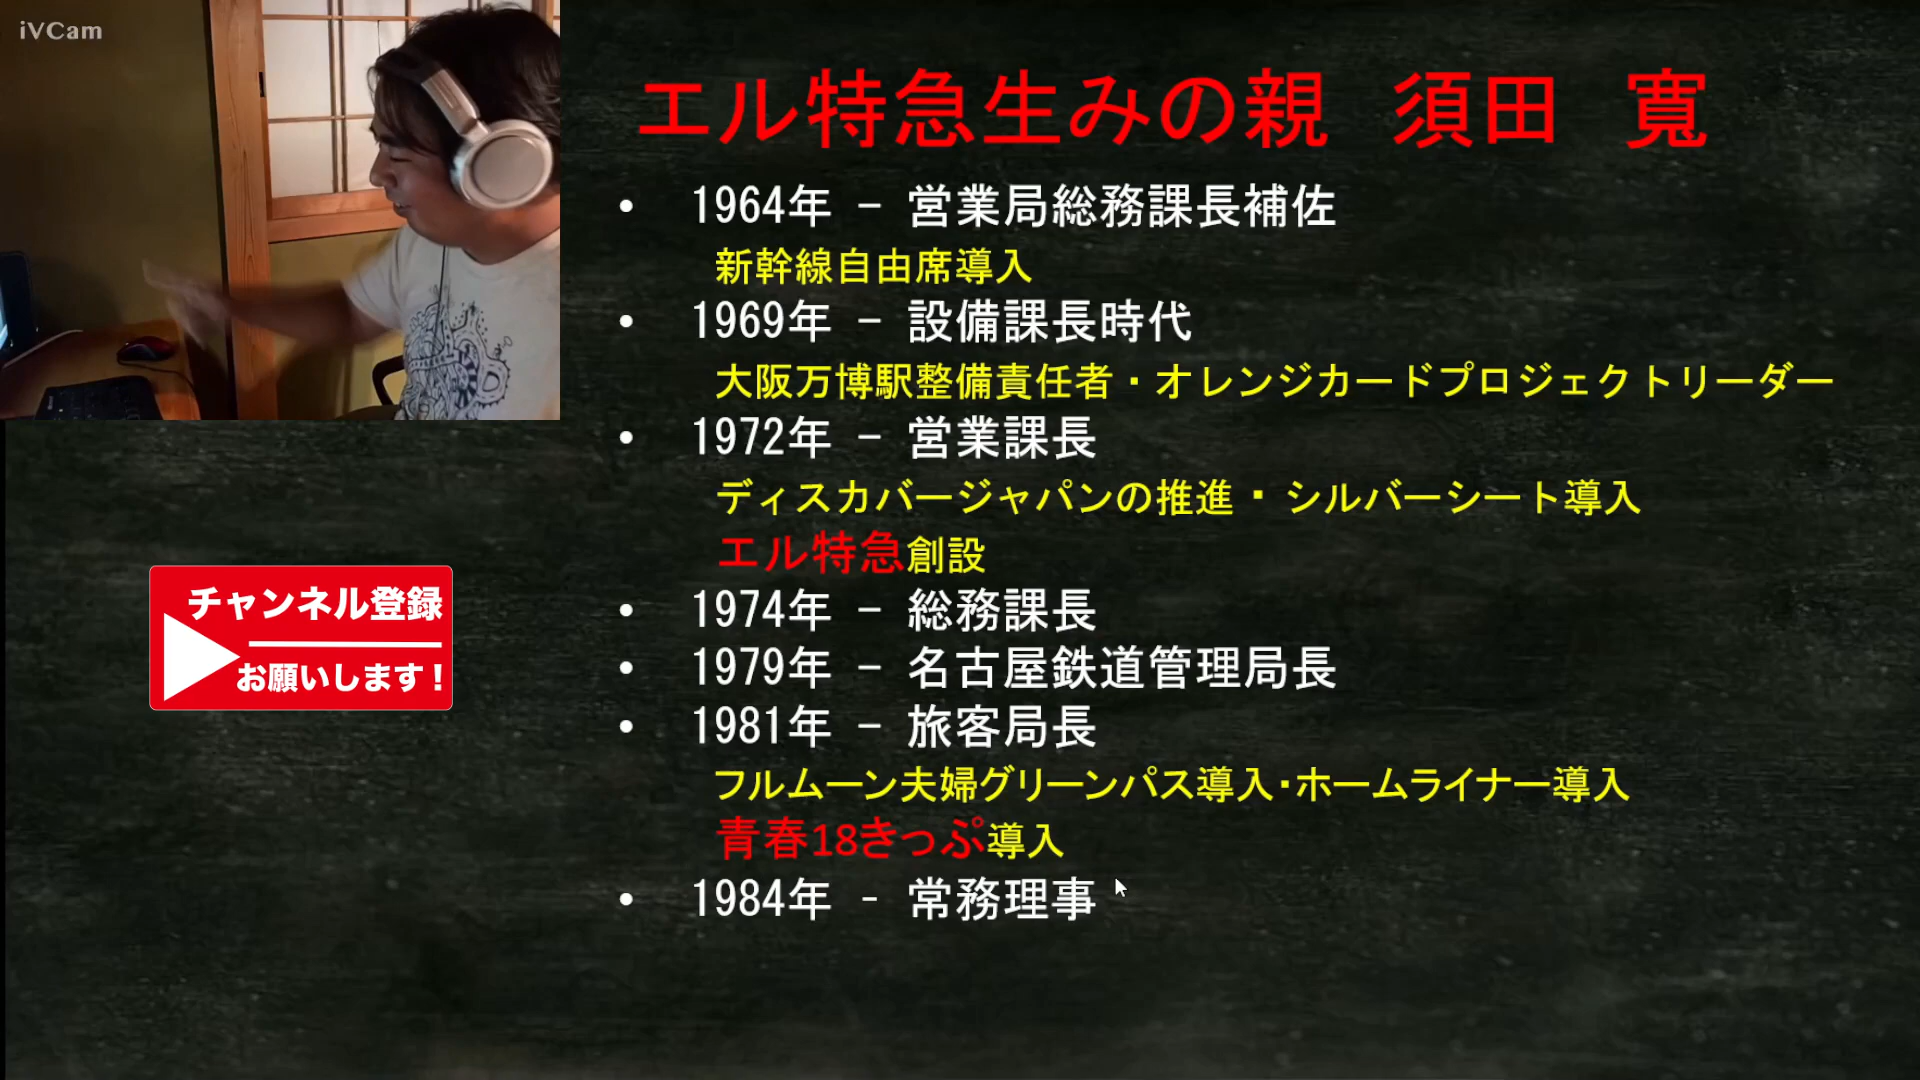 iVCam
エル特急生みの親　須田　寛
• 1964年 － 営業局総務課長補佐
新幹線自由席導入
• 1969年 － 設備課長時代
大阪万博駅整備責任者・オレンジカードプロジェクトリーダー
• 1972年 － 営業課長
ディスカバージャパンの推進・シルバーシート導入
エル特急創設
• 1974年 － 総務課長
• 1979年 － 名古屋鉄道管理局長
• 1981年 － 旅客局長
フルムーン夫婦グリーンパス導入・ホームライナー導入
青春18きっぷ導入
• 1984年 - 常務理事
チャンネル登録
お願いします！